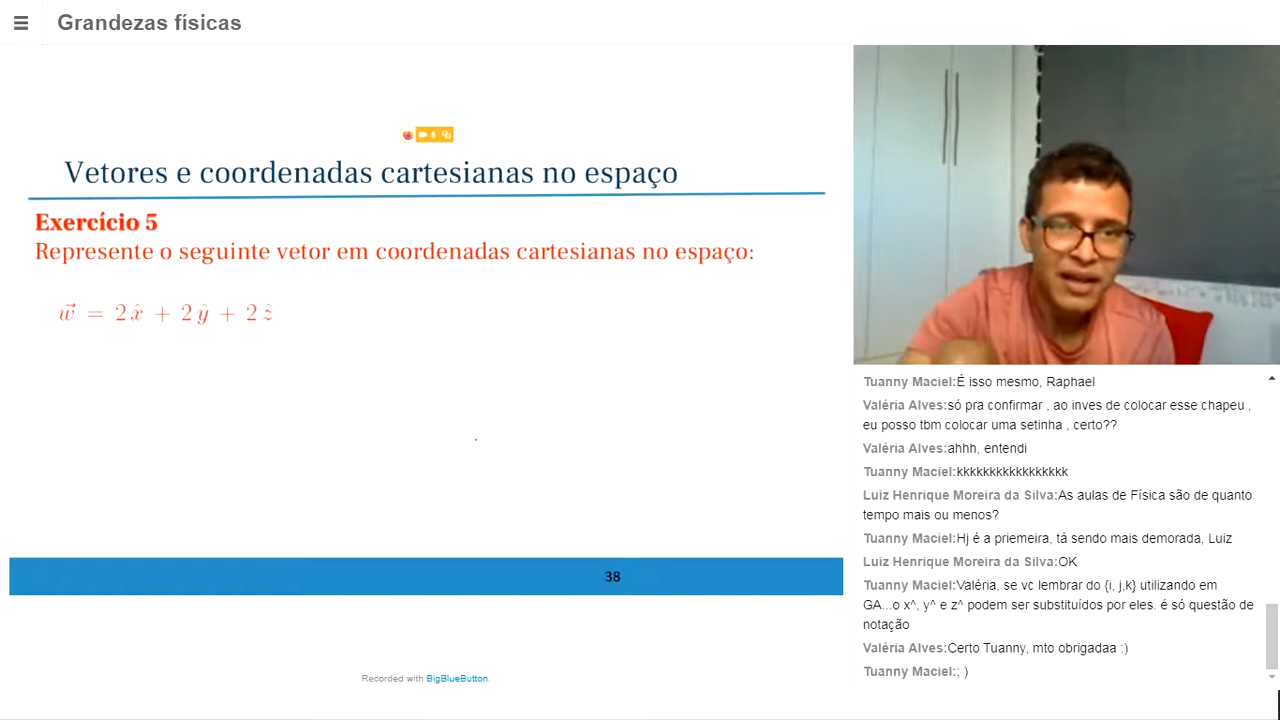 Grandezas físicas
Vetores e coordenadas cartesianas no espaço
Exercício 5
Represente o seguinte vetor em coordenadas cartesianas no espaço:
w⃗ = 2 x̂ + 2 ŷ + 2 ẑ
38
Recorded with BigBlueButton.
Tuanny Maciel:É isso mesmo, Raphael
Valéria Alves:só pra confirmar , ao inves de colocar esse chapeu ,
eu posso tbm colocar uma setinha , certo??
Valéria Alves:ahhh, entendi
Tuanny Maciel:kkkkkkkkkkkkkkkkk
Luiz Henrique Moreira da Silva:As aulas de Física são de quanto
tempo mais ou menos?
Tuanny Maciel:Hj é a priemeira, tá sendo mais demorada, Luiz
Luiz Henrique Moreira da Silva:OK
Tuanny Maciel:Valéria, se vc lembrar do {i, j,k} utilizando em
GA...o x^, y^ e z^ podem ser substituídos por eles. é só questão de
notação
Valéria Alves:Certo Tuanny, mto obrigadaa :)
Tuanny Maciel:; )